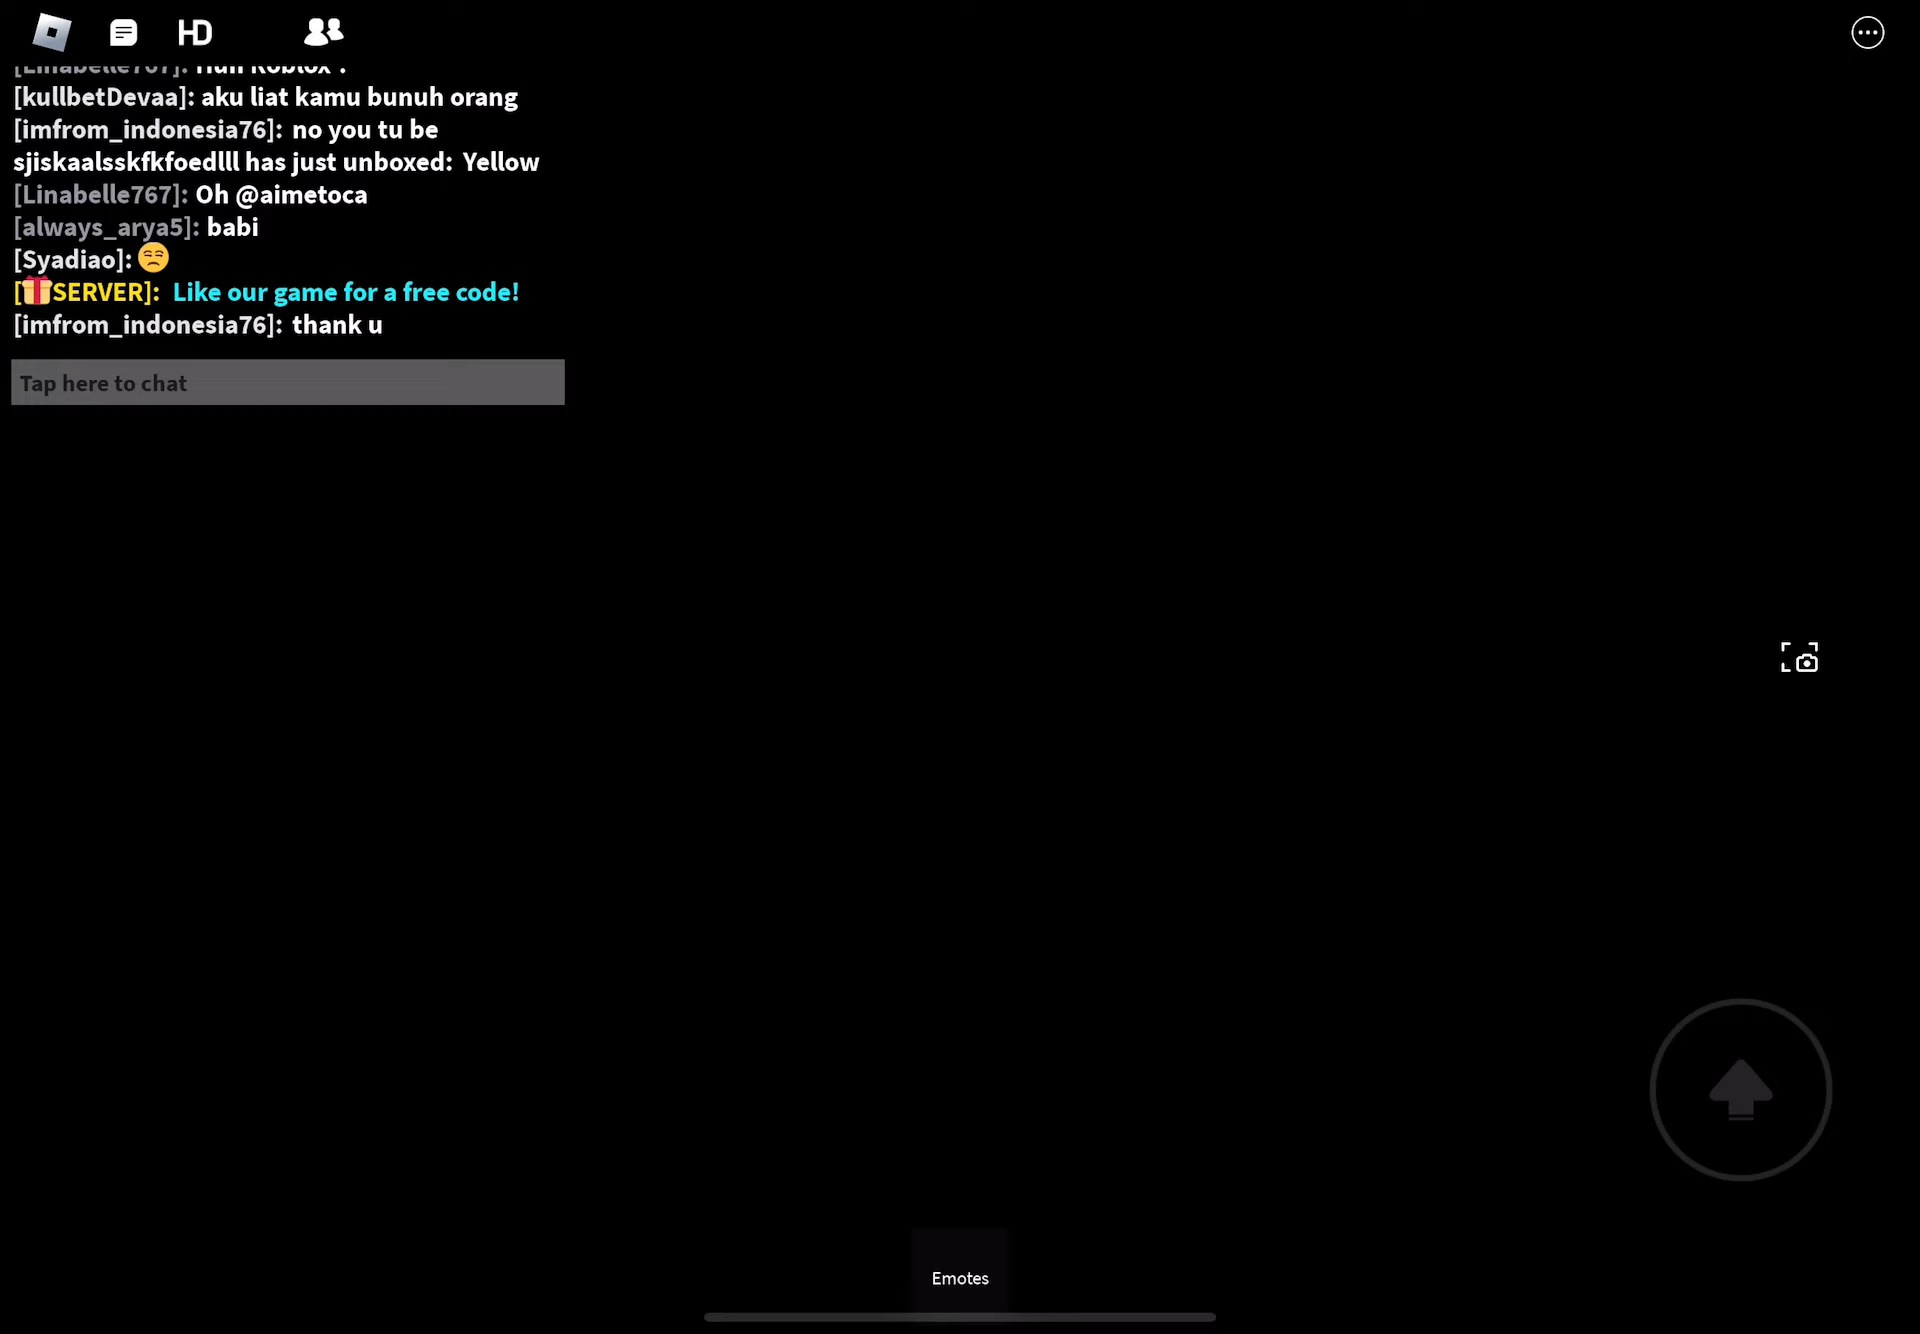 HD
[kullbetDevaa]: aku liat kamu bunuh orang
[imfrom_indonesia76]: no you tu be
sjiskaalsskfkfoedlll has just unboxed: Yellow
[Linabelle767]: Oh @aimetoca
[always_arya5]: babi
[Syadiao]: 😒
[🎁SERVER]: Like our game for a free code!
[imfrom_indonesia76]: thank u
Tap here to chat
Emotes